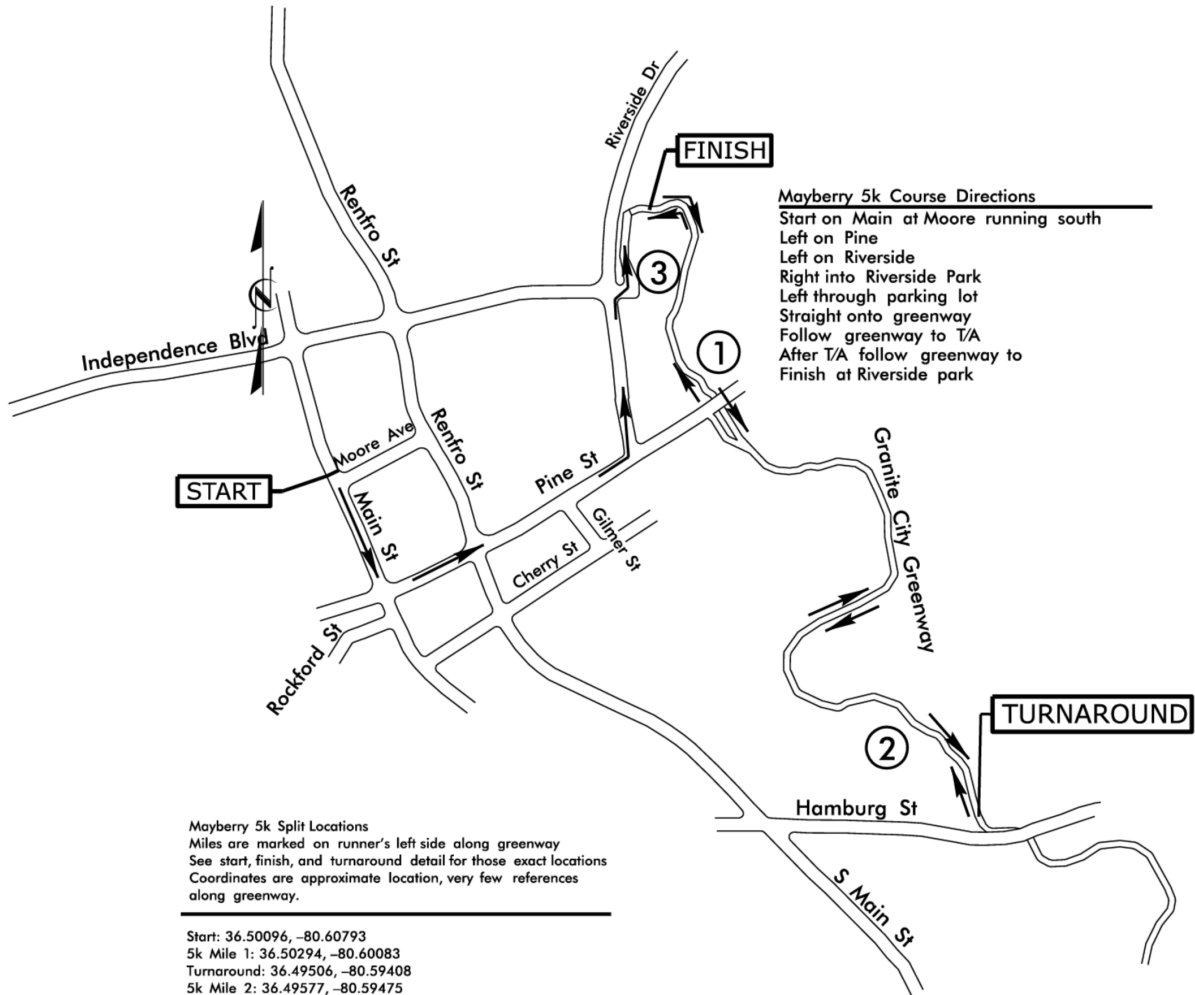 Riverside Dr
FINISH
Renfro St
Mayberry 5k Course Directions
Start on Main at Moore running south
Left on Pine
Left on Riverside
Right into Riverside Park
Left through parking lot
Straight onto greenway
Follow greenway to T/A
After T/A follow greenway to
Finish at Riverside park
3
N
Independence Blvd
1
Moore Ave
Renfro St
START
Main St
Pine St
Granite City Greenway
Gilmer St
Cherry St
Rockford St
TURNAROUND
2
Hamburg St
S Main St
Mayberry 5k Split Locations
Miles are marked on runner's left side along greenway
See start, finish, and turnaround detail for those exact locations
Coordinates are approximate location, very few references
along greenway.
Start: 36.50096, –80.60793
5k Mile 1: 36.50294, –80.60083
Turnaround: 36.49506, –80.59408
5k Mile 2: 36.49577, –80.59475